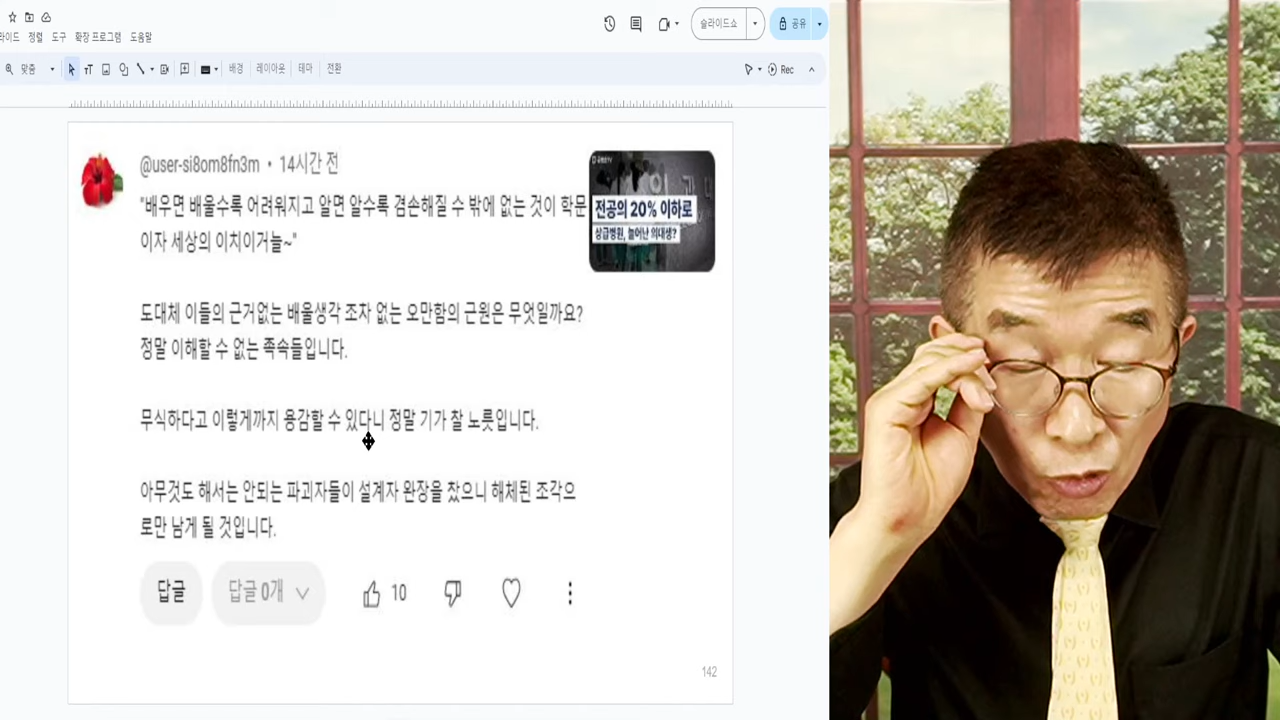 정렬 도구 확장 프로그램 도움말
슬라이드쇼
공유
맞춤
배경 레이아웃 테마 전환
Rec
@user-si8om8fn3m • 14시간 전
"배우면 배울수록 어려워지고 알면 알수록 겸손해질 수 밖에 없는 것이 학문
이자 세상의 이치이거늘~"
전공의 20% 이하로
상급병원, 늘어난 의대생?
도대체 이들의 근거없는 배울생각 조차 없는 오만함의 근원은 무엇일까요?
정말 이해할 수 없는 족속들입니다.
무식하다고 이렇게까지 용감할 수 있다니 정말 기가 찰 노릇입니다.
아무것도 해서는 안되는 파괴자들이 설계자 완장을 찼으니 해체된 조각으
로만 남게 될 것입니다.
답글
답글 0개
10
142